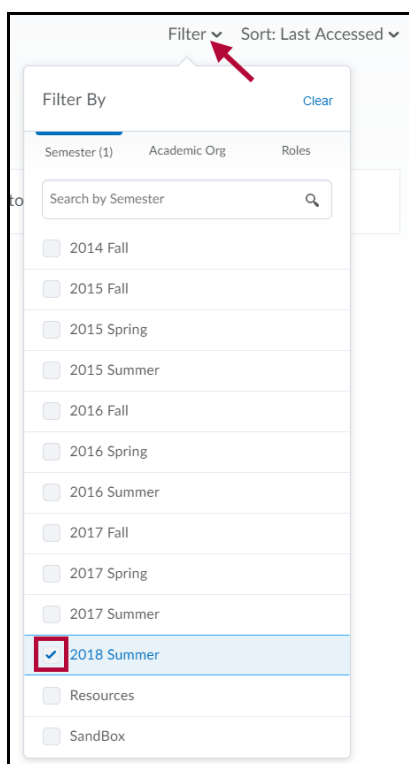 Filter Sort: Last Accessed
Filter By Clear
Semester (1) Academic Org Roles
to Search by Semester
2014 Fall
2015 Fall
2015 Spring
2015 Summer
2016 Fall
2016 Spring
2016 Summer
2017 Fall
2017 Spring
2017 Summer
2018 Summer
Resources
SandBox